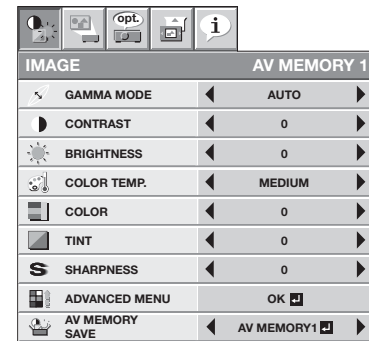 opt.
i
IMAGE AV MEMORY 1
GAMMA MODE AUTO
CONTRAST 0
BRIGHTNESS 0
COLOR TEMP. MEDIUM
COLOR 0
TINT 0
SHARPNESS 0
ADVANCED MENU OK
AV MEMORY
SAVE AV MEMORY1